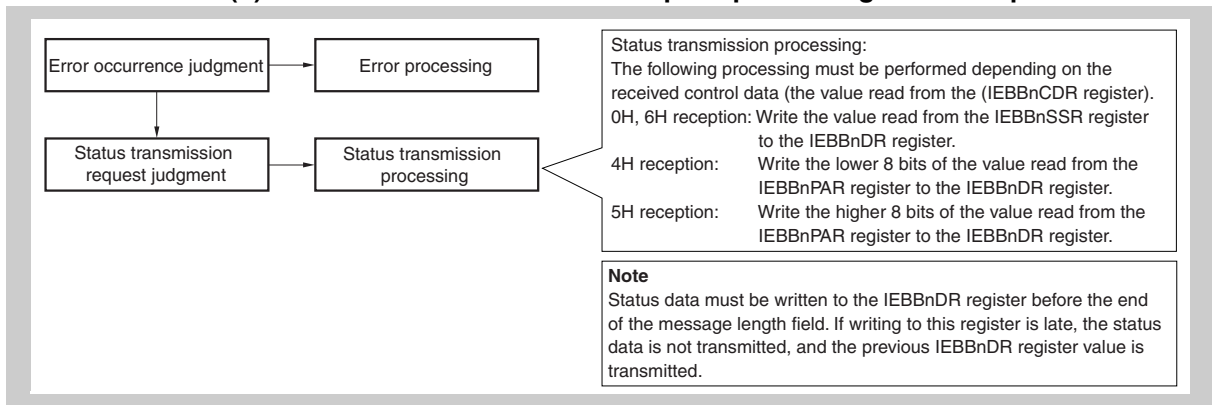 Error occurrence judgment
Error processing
Status transmission
request judgment
Status transmission
processing
Status transmission processing:
The following processing must be performed depending on the
received control data (the value read from the (IEBBnCDR register).
0H, 6H reception: Write the value read from the IEBBnSSR register
to the IEBBnDR register.
4H reception: Write the lower 8 bits of the value read from the
IEBBnPAR register to the IEBBnDR register.
5H reception: Write the higher 8 bits of the value read from the
IEBBnPAR register to the IEBBnDR register.
Note
Status data must be written to the IEBBnDR register before the end
of the message length field. If writing to this register is late, the status
data is not transmitted, and the previous IEBBnDR register value is
transmitted.